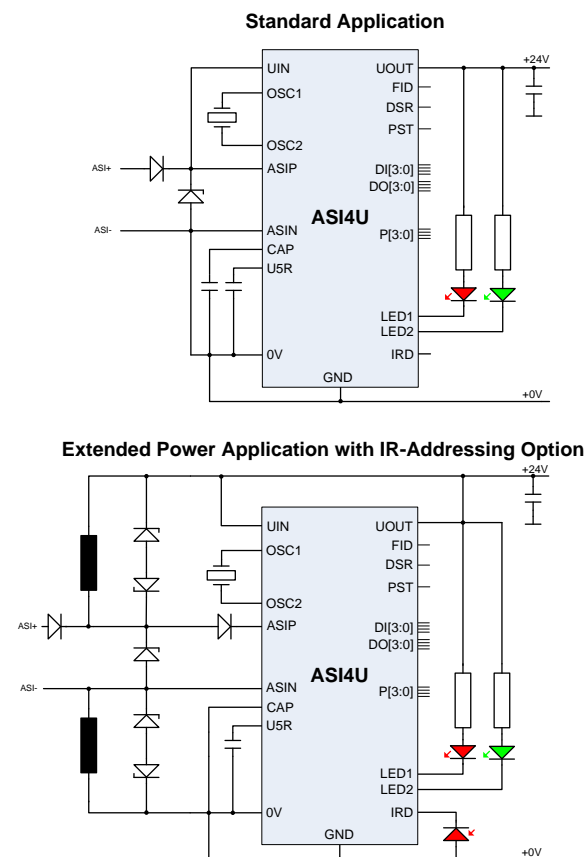 Standard Application
+24V
UIN UOUT
FID
OSC1
DSR
PST
OSC2
ASI+ ASIP DI[3:0]
DO[3:0]
ASI4U
ASI- ASIN P[3:0]
CAP
U5R
LED1
LED2
0V IRD
GND
+0V
Extended Power Application with IR-Addressing Option
+24V
UIN UOUT
FID
OSC1
DSR
PST
OSC2
ASI+ ASIP DI[3:0]
DO[3:0]
ASI4U
ASI- ASIN P[3:0]
CAP
U5R
LED1
LED2
0V IRD
GND
+0V